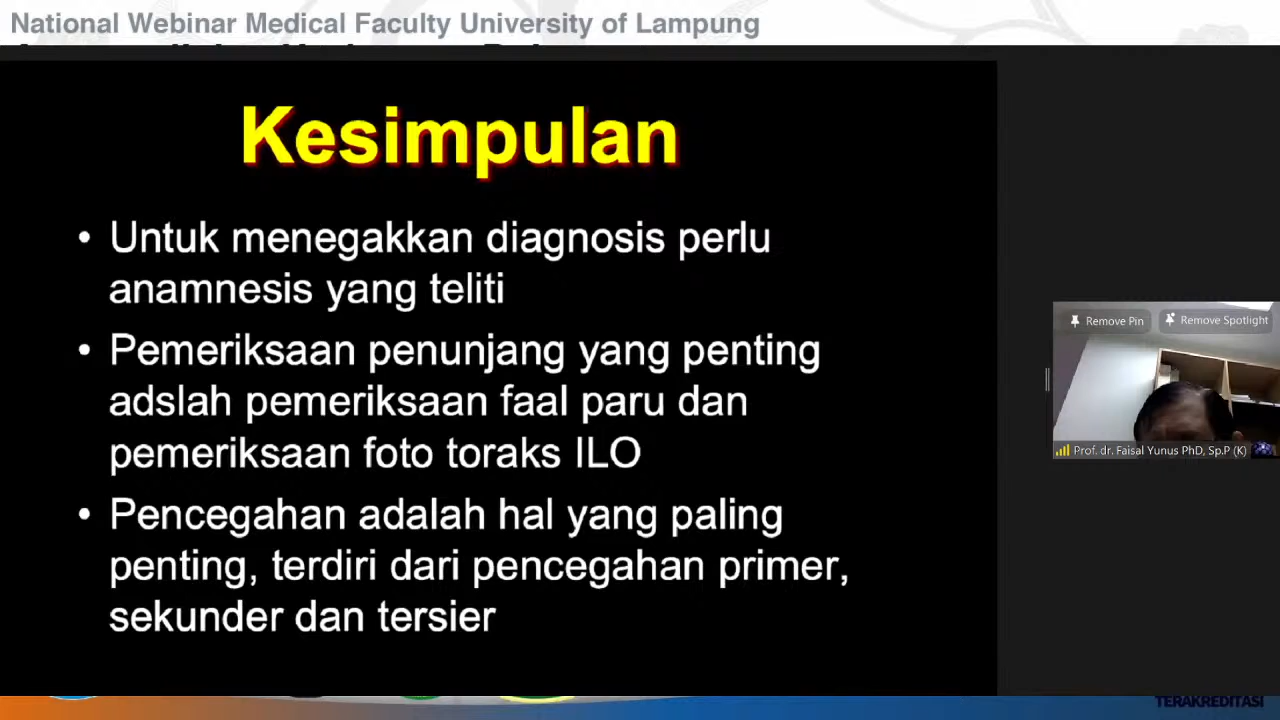 National Webinar Medical Faculty University of Lampung
Kesimpulan
• Untuk menegakkan diagnosis perlu
anamnesis yang teliti
• Pemeriksaan penunjang yang penting
adslah pemeriksaan faal paru dan
pemeriksaan foto toraks ILO
• Pencegahan adalah hal yang paling
penting, terdiri dari pencegahan primer,
sekunder dan tersier
Remove Pin
Remove Spotlight
Prof. dr. Faisal Yunus PhD, Sp.P (K)
TERAKREDITASI